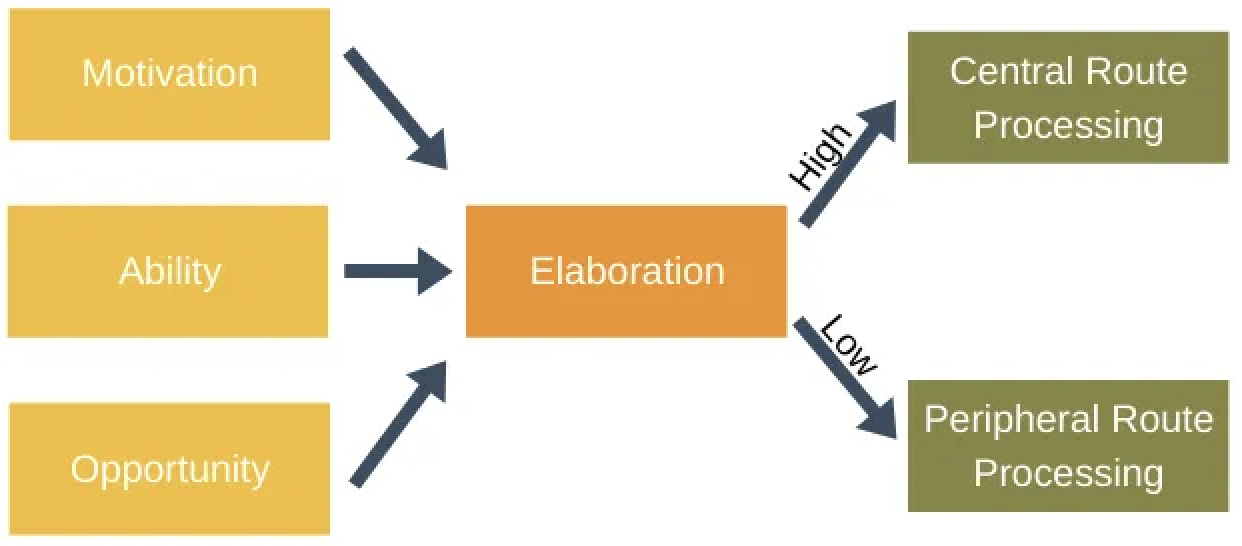 Motivation
Ability
Opportunity
Elaboration
High
Low
Central Route
Processing
Peripheral Route
Processing